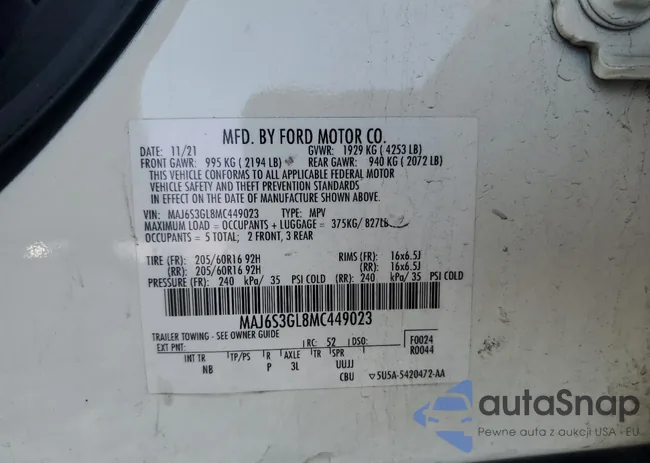 MFD. BY FORD MOTOR CO.
DATE: 11/21 GVWR: 1929 KG ( 4253 LB)
FRONT GAWR: 995 KG ( 2194 LB) REAR GAWR: 940 KG ( 2072 LB)
THIS VEHICLE CONFORMS TO ALL APPLICABLE FEDERAL MOTOR
VEHICLE SAFETY AND THEFT PREVENTION STANDARDS
IN EFFECT ON THE DATE OF MANUFACTURE SHOWN ABOVE.
VIN: MAJ6S3GL8MC449023 TYPE: MPV
MAXIMUM LOAD = OCCUPANTS + LUGGAGE = 375KG/ 827LB
OCCUPANTS = 5 TOTAL; 2 FRONT, 3 REAR
TIRE (FR): 205/60R16 92H RIMS (FR): 16x6.5J
(RR): 205/60R16 92H (RR): 16x6.5J
PRESSURE (FR): 240 kPa/ 35 PSI COLD (RR): 240 kPa/ 35 PSI COLD
MAJ6S3GL8MC449023
TRAILER TOWING - SEE OWNER GUIDE
EXT PNT: RC: 52 DSO: F0024
R0044
INT TR TP/PS R AXLE TR SPR
NB P 3L UUJJ
CBU 5U5A-5420472-AA
autoSnap
Pewne auta z aukcji USA - EU